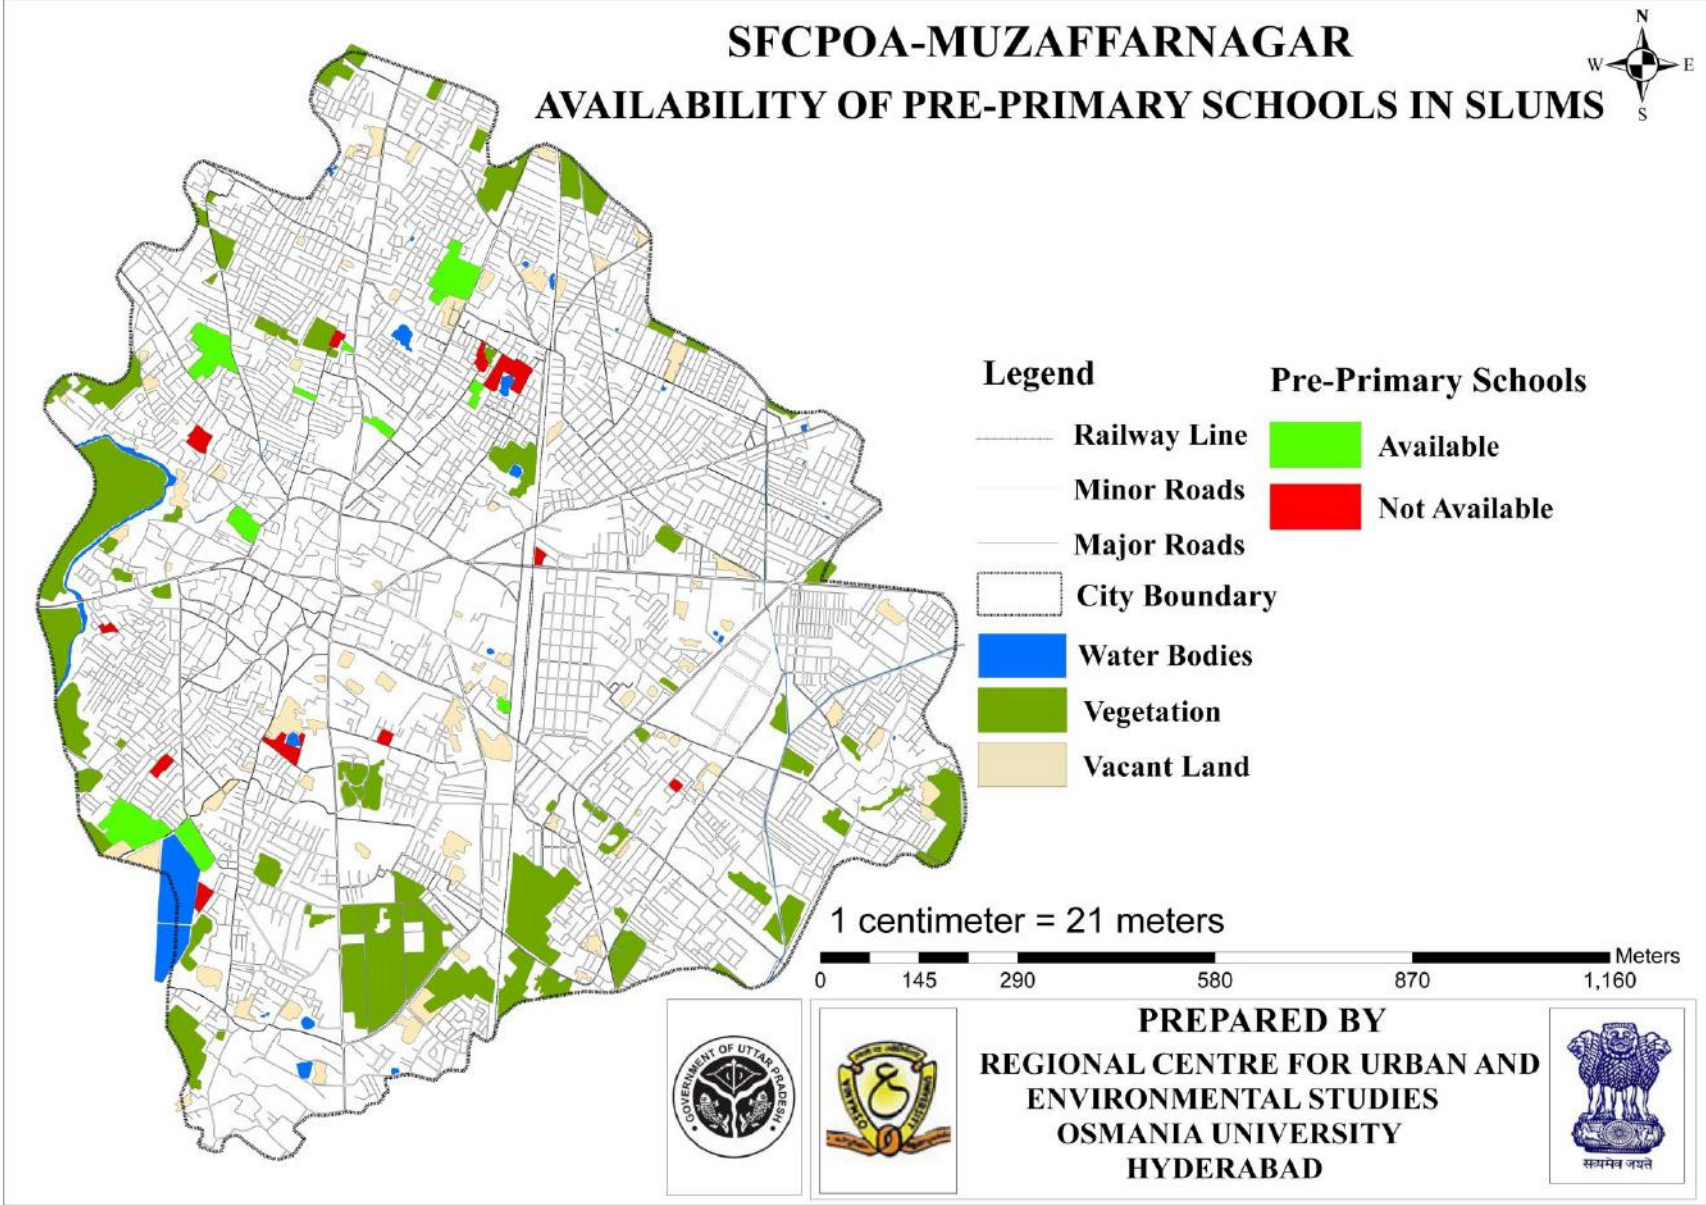 SFCPOA-MUZAFFARNAGAR
AVAILABILITY OF PRE-PRIMARY SCHOOLS IN SLUMS
N
W E
S
Legend
Railway Line
Minor Roads
Major Roads
City Boundary
Water Bodies
Vegetation
Vacant Land
Pre-Primary Schools
Available
Not Available
1 centimeter = 21 meters
Meters
0 145 290 580 870 1,160
GOVERNMENT OF UTTAR PRADESH
OSMANIA UNIVERSITY
PREPARED BY
REGIONAL CENTRE FOR URBAN AND
ENVIRONMENTAL STUDIES
OSMANIA UNIVERSITY
HYDERABAD
सत्यमेव जयते